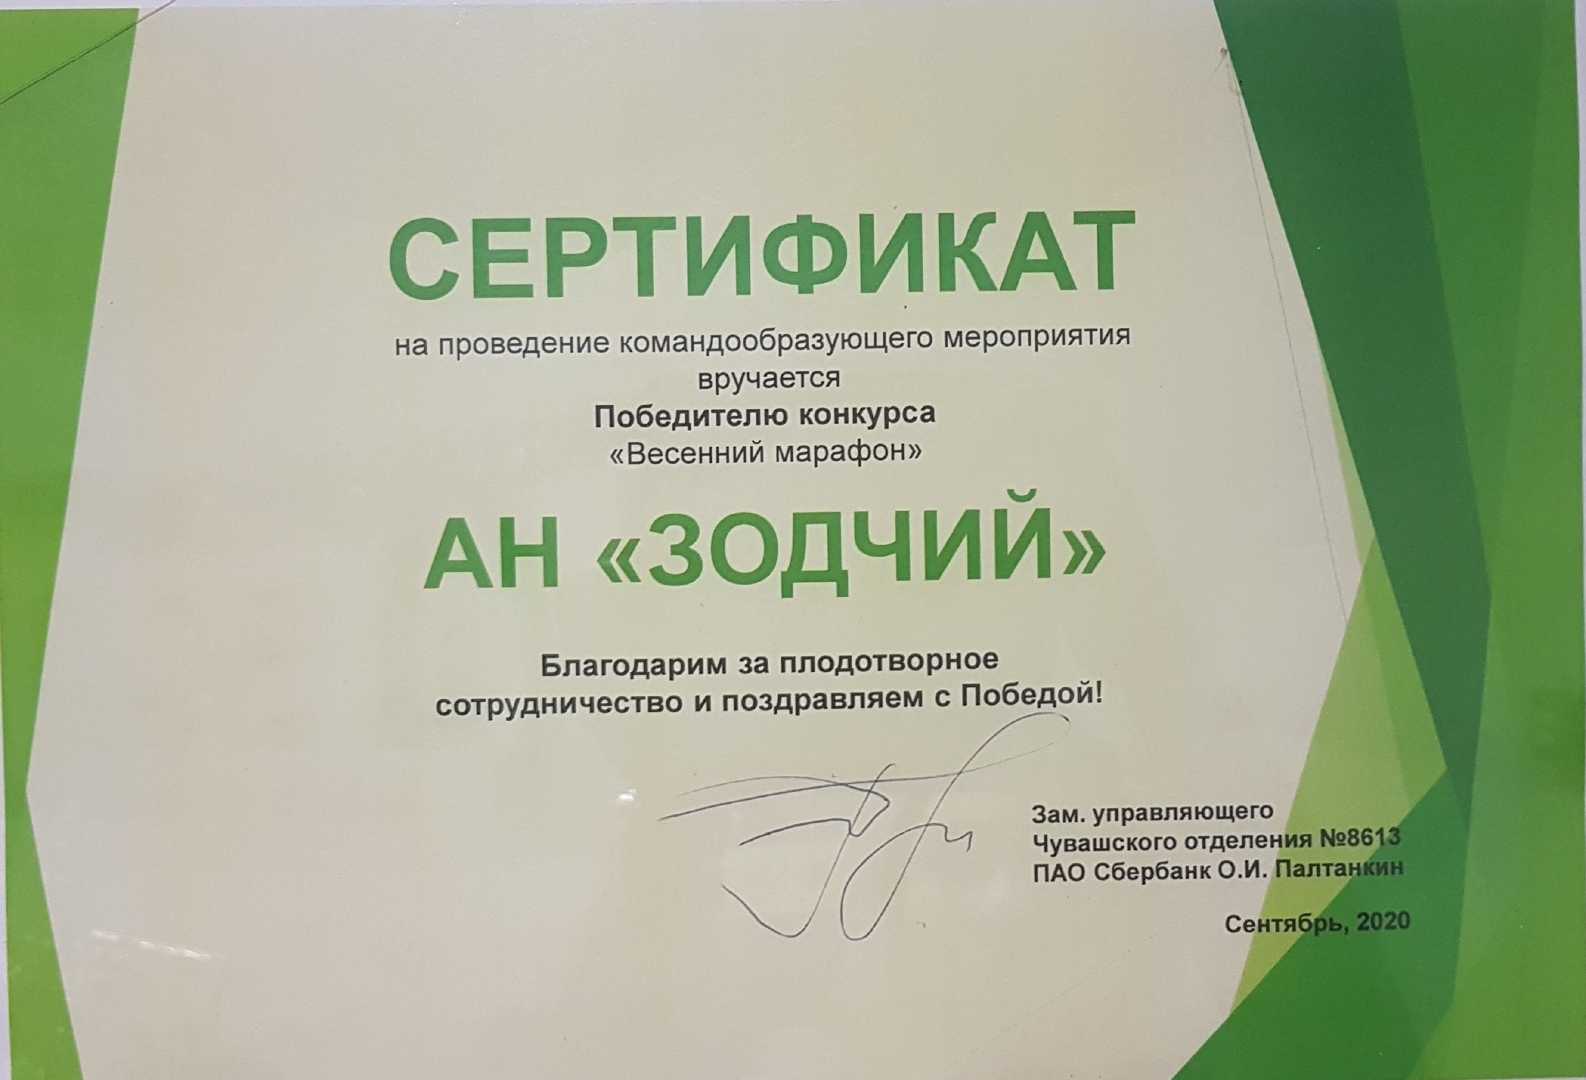 СЕРТИФИКАТ
на проведение командообразующего мероприятия
вручается
Победителю конкурса
«Весенний марафон»
АН «ЗОДЧИЙ»
Благодарим за плодотворное
сотрудничество и поздравляем с Победой!
Зам. управляющего
Чувашского отделения №8613
ПАО Сбербанк О.И. Палтанкин
Сентябрь, 2020